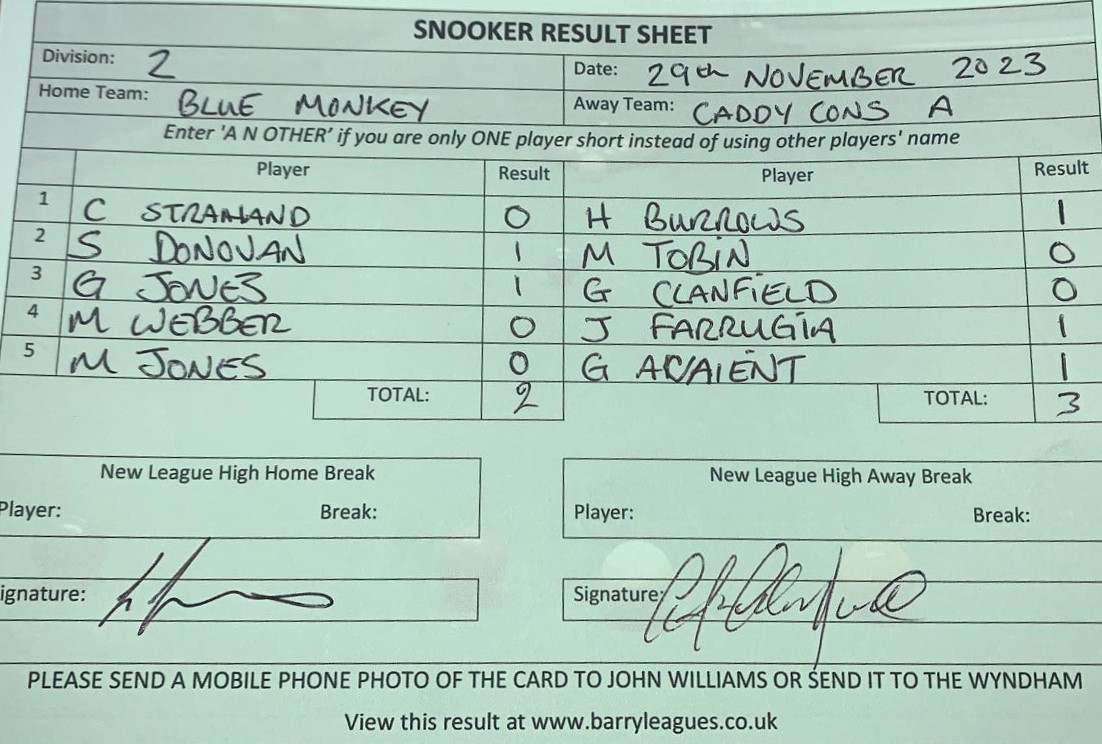 SNOOKER RESULT SHEET
Division: 2 Date: 29th NOVEMBER 2023
Home Team: BLUE MONKEY Away Team: CADDY CONS A
Enter 'A N OTHER' if you are only ONE player short instead of using other players' name
Player Result Player Result
1 C 0 H BURROWS 1
2 S DONOVAN 1 M TOBIN 0
3 G JONES 1 G CLANFIELD 0
4 M WEBBER 0 J FARRUGIA 1
5 M JONES 0 G 1
TOTAL: 2 TOTAL: 3
New League High Home Break New League High Away Break
Player: Break: Player: Break:
ignature: Signature:
PLEASE SEND A MOBILE PHONE PHOTO OF THE CARD TO JOHN WILLIAMS OR SEND IT TO THE WYNDHAM
View this result at www.barryleagues.co.uk